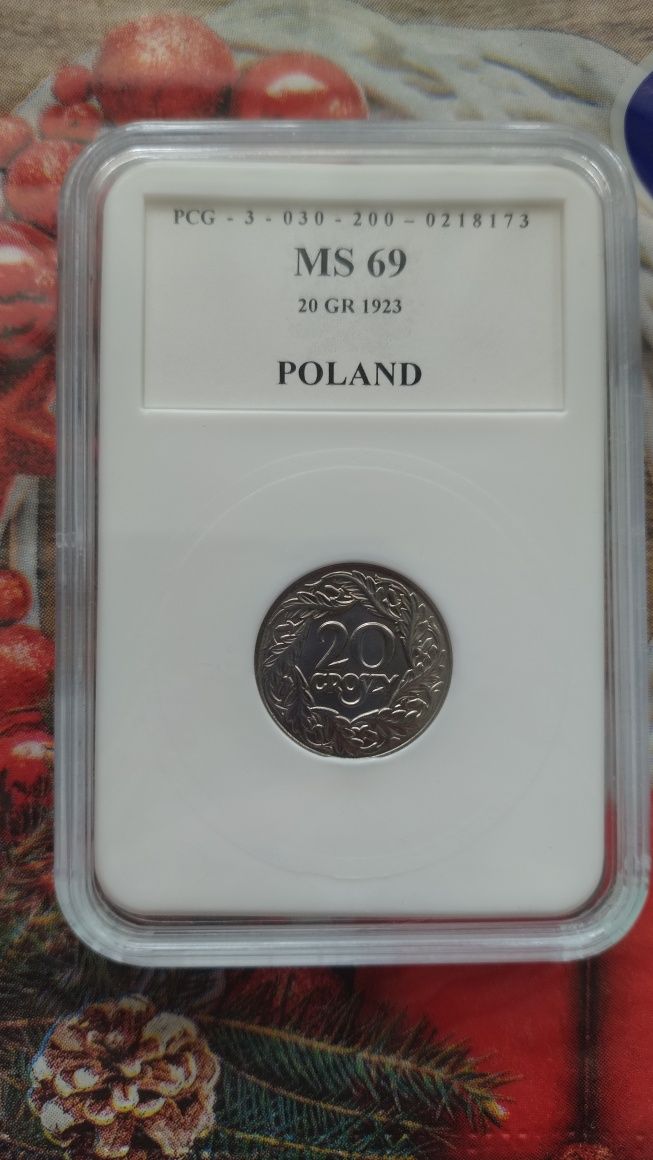 PCG - 3 - 030 - 200 – 0218173
MS 69
20 GR 1923
POLAND
20
GROSZY